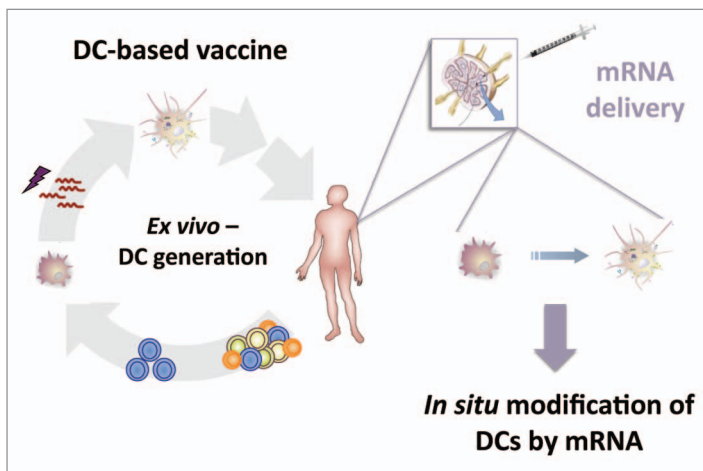 DC-based vaccine
mRNA
delivery
Ex vivo –
DC generation
In situ modification of
DCs by mRNA